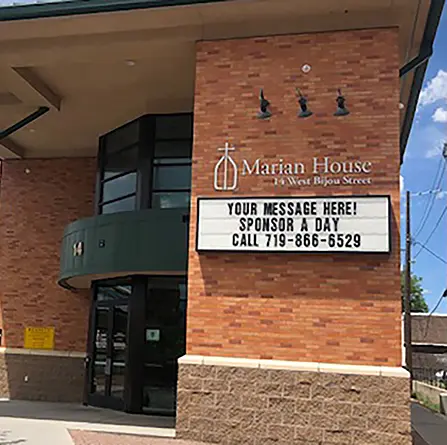 Marian House
14 West Bijou Street
YOUR MESSAGE HERE!
SPONSOR A DAY
CALL 719-866-6529
14